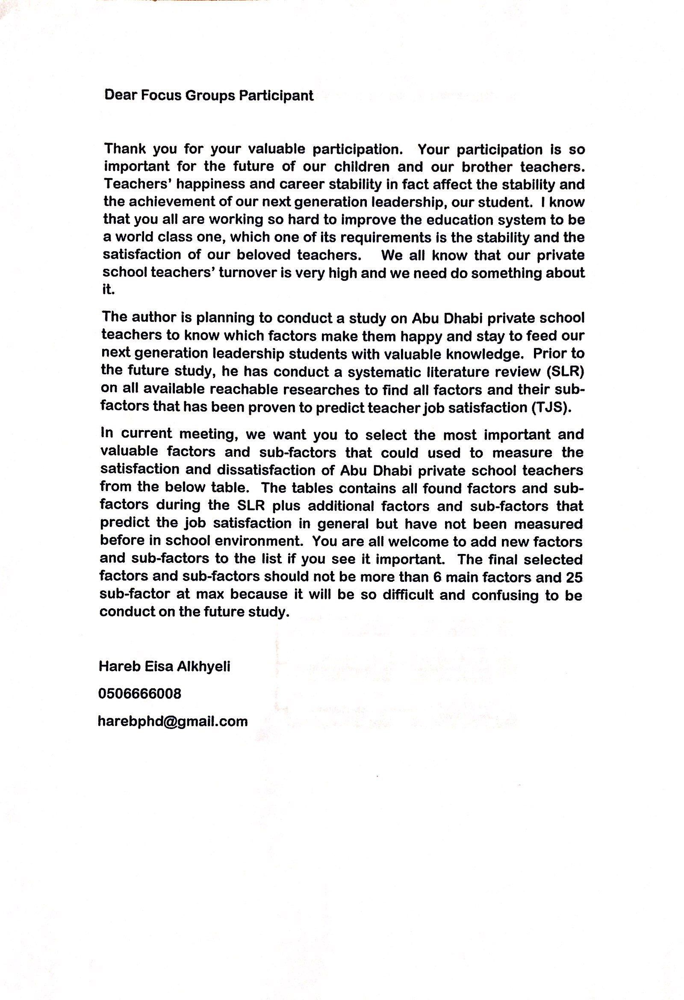 Dear Focus Groups Participant
Thank you for your valuable participation. Your participation is so
important for the future of our children and our brother teachers.
Teachers' happiness and career stability in fact affect the stability and
the achievement of our next generation leadership, our student. I know
that you all are working so hard to improve the education system to be
a world class one, which one of its requirements is the stability and the
satisfaction of our beloved teachers. We all know that our private
school teachers' turnover is very high and we need do something about
it.
The author is planning to conduct a study on Abu Dhabi private school
teachers to know which factors make them happy and stay to feed our
next generation leadership students with valuable knowledge. Prior to
the future study, he has conduct a systematic literature review (SLR)
on all available reachable researches to find all factors and their sub-
factors that has been proven to predict teacher job satisfaction (TJS).
In current meeting, we want you to select the most important and
valuable factors and sub-factors that could used to measure the
satisfaction and dissatisfaction of Abu Dhabi private school teachers
from the below table. The tables contains all found factors and sub-
factors during the SLR plus additional factors and sub-factors that
predict the job satisfaction in general but have not been measured
before in school environment. You are all welcome to add new factors
and sub-factors to the list if you see it important. The final selected
factors and sub-factors should not be more than 6 main factors and 25
sub-factor at max because it will be so difficult and confusing to be
conduct on the future study.
Hareb Eisa Alkhyeli
0506666008
harebphd@gmail.com